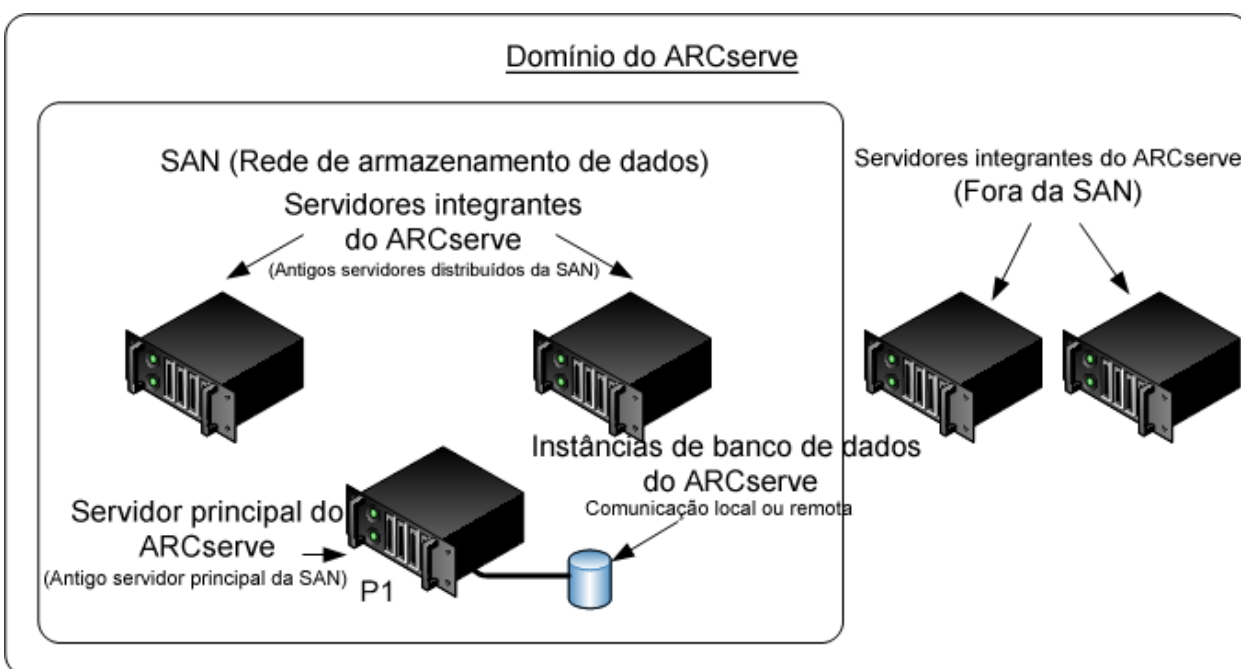 Domínio do ARCserve
SAN (Rede de armazenamento de dados)
Servidores integrantes
do ARCserve
(Antigos servidores distribuídos da SAN)
Servidores integrantes do ARCserve
(Fora da SAN)
Instâncias de banco de dados
do ARCserve
Comunicação local ou remota
Servidor principal do
ARCserve
(Antigo servidor principal da SAN)
P1